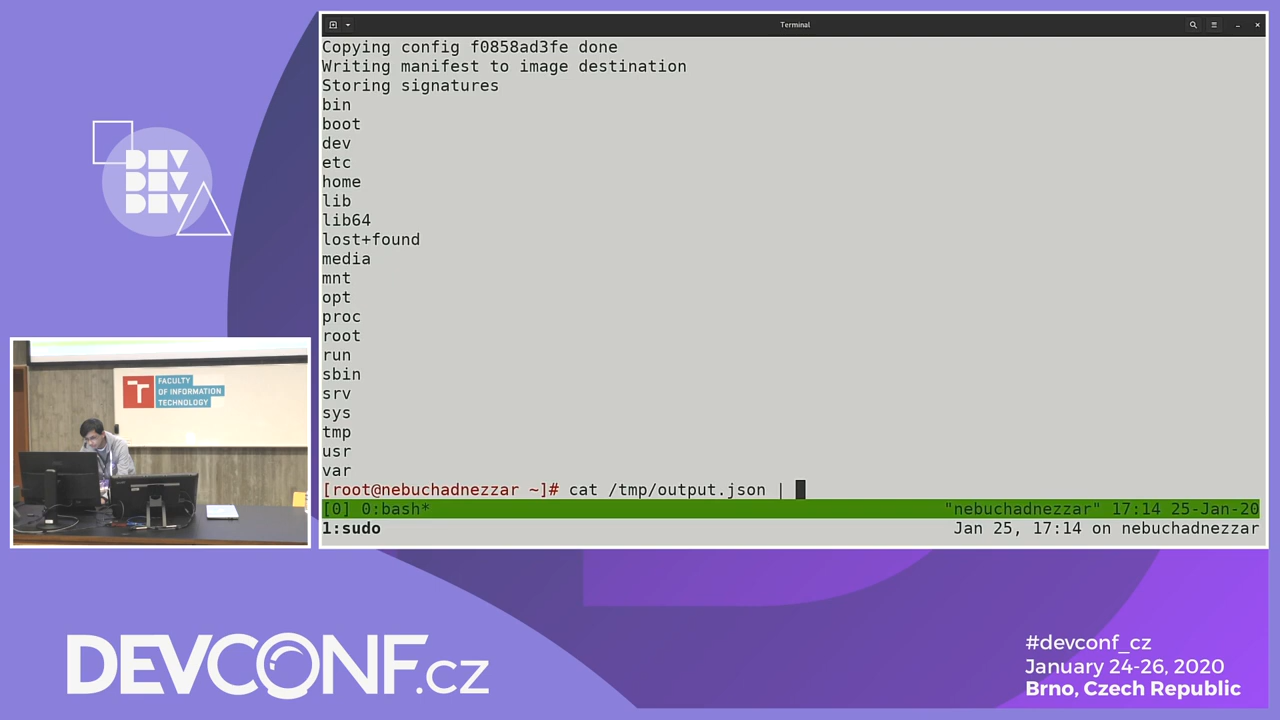 Terminal
Copying config f0858ad3fe done
Writing manifest to image destination
Storing signatures
bin
boot
dev
etc
home
lib
lib64
lost+found
media
mnt
opt
proc
root
run
sbin
srv
sys
tmp
usr
var
[root@nebuchadnezzar ~]# cat /tmp/output.json |
[0] 0:bash* "nebuchadnezzar" 17:14 25-Jan-20
1:sudo Jan 25, 17:14 on nebuchadnezzar
DEV
DEV
DEV
T FACULTY
OF INFORMATION
TECHNOLOGY
DEVCONF.cz
#devconf_cz
January 24-26, 2020
Brno, Czech Republic